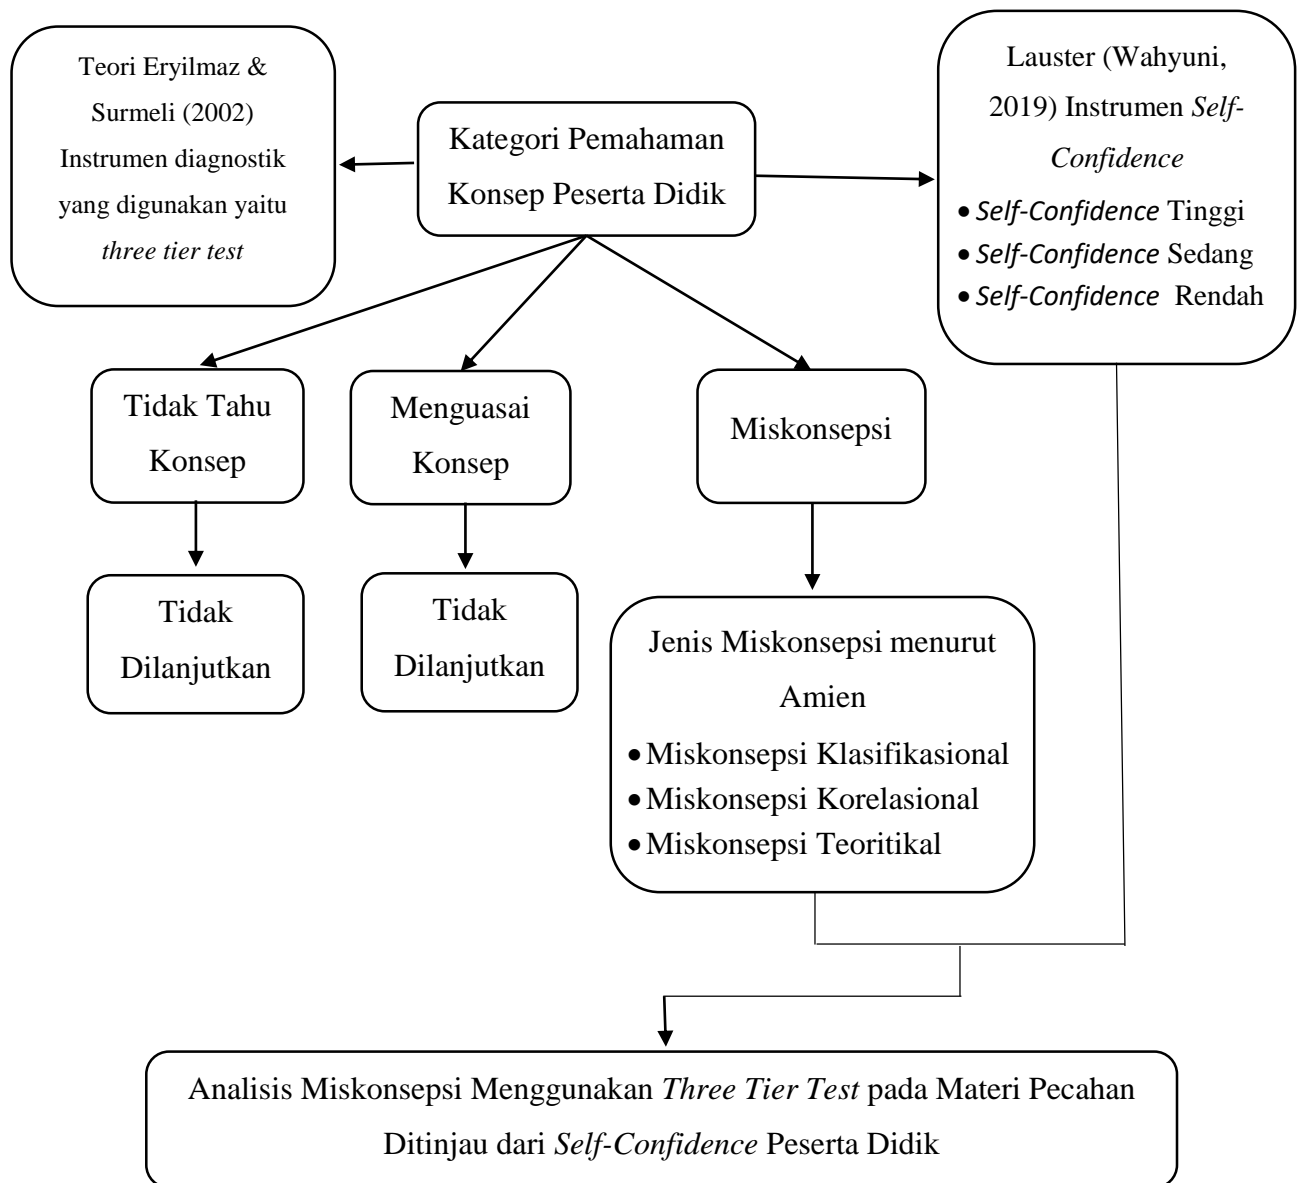 Teori Eryilmaz &
Surmeli (2002)
Instrumen diagnostik
yang digunakan yaitu
three tier test
Kategori Pemahaman
Konsep Peserta Didik
Lauster (Wahyuni,
2019) Instrumen Self-
Confidence
• Self-Confidence Tinggi
• Self-Confidence Sedang
• Self-Confidence Rendah
Tidak Tahu
Konsep
Menguasai
Konsep
Miskonsepsi
Tidak
Dilanjutkan
Tidak
Dilanjutkan
Jenis Miskonsepsi menurut
Amien
• Miskonsepsi Klasifikasional
• Miskonsepsi Korelasional
• Miskonsepsi Teoritikal
Analisis Miskonsepsi Menggunakan Three Tier Test pada Materi Pecahan
Ditinjau dari Self-Confidence Peserta Didik